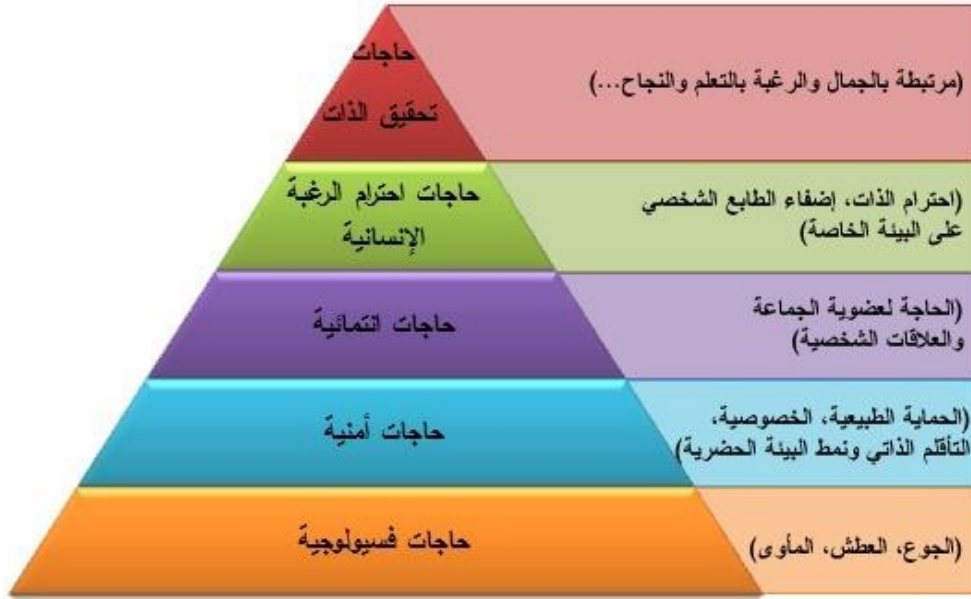 حاجات
تحقيق الذات
(مرتبطة بالجمال والرغبة بالتعلم والنجاح...)
حاجات احترام الرغبة
الإنسانية
(احترام الذات، إضفاء الطابع الشخصي
على البيئة الخاصة)
حاجات انتمائية
(الحاجة لعضوية الجماعة
والعلاقات الشخصية)
حاجات أمنية
(الحماية الطبيعية، الخصوصية،
التأقلم الذاتي ونمط البيئة الحضرية)
حاجات فسيولوجية
(الجوع، العطش، المأوى)